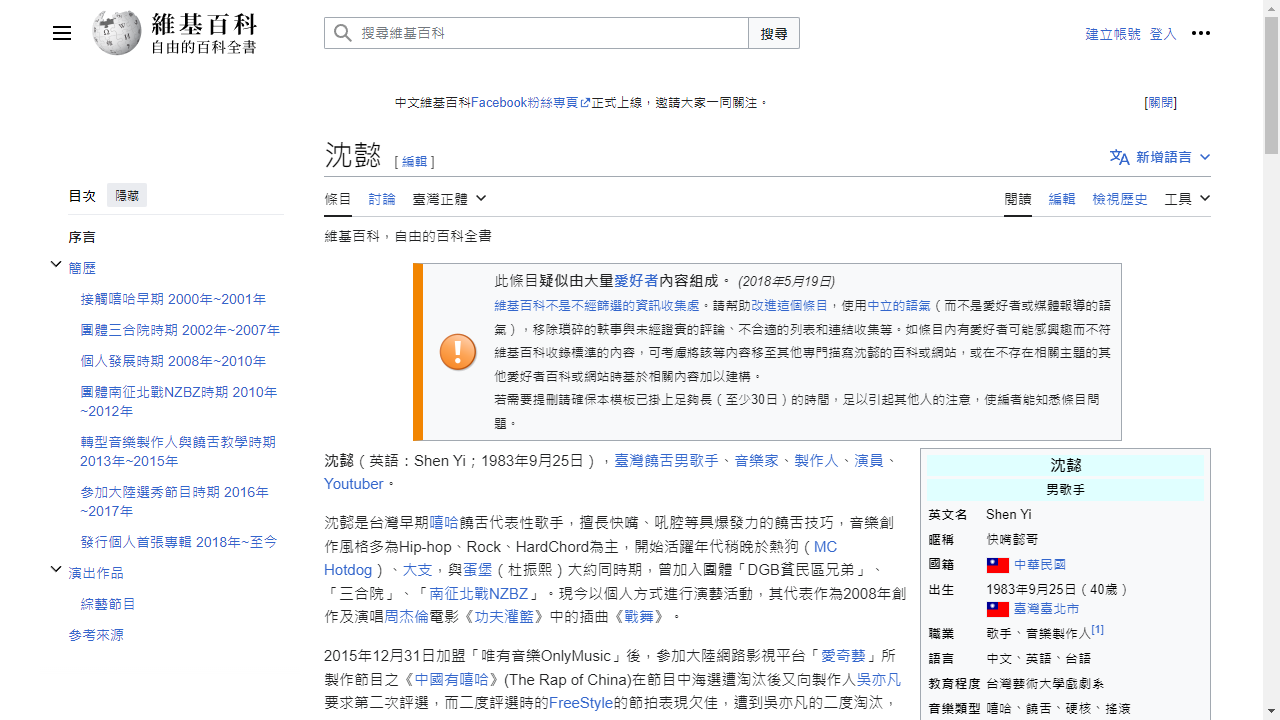 維基百科
自由的百科全書
搜尋維基百科
搜尋
建立帳號 登入
中文維基百科Facebook粉絲專頁正式上線，邀請大家一同關注。
[關閉]
沈懿 [ 編輯 ]
新增語言
目次 隱藏
序言
簡歷
接觸嘻哈早期 2000年~2001年
團體三合院時期 2002年~2007年
個人發展時期 2008年~2010年
團體南征北戰NZBZ時期 2010年
~2012年
轉型音樂製作人與饒舌教學時期
2013年~2015年
參加大陸選秀節目時期 2016年
~2017年
發行個人首張專輯 2018年~至今
演出作品
綜藝節目
參考來源
條目 討論 臺灣正體
閱讀 編輯 檢視歷史 工具
維基百科，自由的百科全書
此條目疑似由大量愛好者內容組成。 (2018年5月19日)
維基百科不是不經篩選的資訊收集處。請幫助改進這個條目，使用中立的語氣（而不是愛好者或媒體報導的語
氣），移除瑣碎的軼事與未經證實的評論、不合適的列表和連結收集等。如條目內有愛好者可能感興趣而不符
維基百科收錄標準的內容，可考慮將該等內容移至其他專門描寫沈懿的百科或網站，或在不存在相關主題的其
他愛好者百科或網站時基於相關內容加以建構。
若需要提刪請確保本模板已掛上足夠長（至少30日）的時間，足以引起其他人的注意，使編者能知悉條目問
題。
沈懿（英語：Shen Yi；1983年9月25日），臺灣饒舌男歌手、音樂家、製作人、演員、
Youtuber。
沈懿是台灣早期嘻哈饒舌代表性歌手，擅長快嘴、吼腔等具爆發力的饒舌技巧，音樂創
作風格多為Hip-hop、Rock、HardChord為主，開始活躍年代稍晚於熱狗（MC
Hotdog）、大支，與蛋堡（杜振熙）大約同時期，曾加入團體「DGB貧民區兄弟」、
「三合院」、「南征北戰NZBZ」。現今以個人方式進行演藝活動，其代表作為2008年創
作及演唱周杰倫電影《功夫灌籃》中的插曲《戰舞》。
2015年12月31日加盟「唯有音樂OnlyMusic」後，參加大陸網路影視平台「愛奇藝」所
製作節目之《中國有嘻哈》(The Rap of China)在節目中海選遭淘汰後又向製作人吳亦凡
要求第二次評選，而二度評選時的FreeStyle的節拍表現欠佳，遭到吳亦凡的二度淘汰，
沈懿
男歌手
英文名 Shen Yi
暱稱 快嘴懿哥
國籍 中華民國
出生 1983年9月25日（40歲）
臺灣臺北市
職業 歌手、音樂製作人[1]
語言 中文、英語、台語
教育程度 台灣藝術大學戲劇系
音樂類型 嘻哈、饒舌、硬核、搖滾